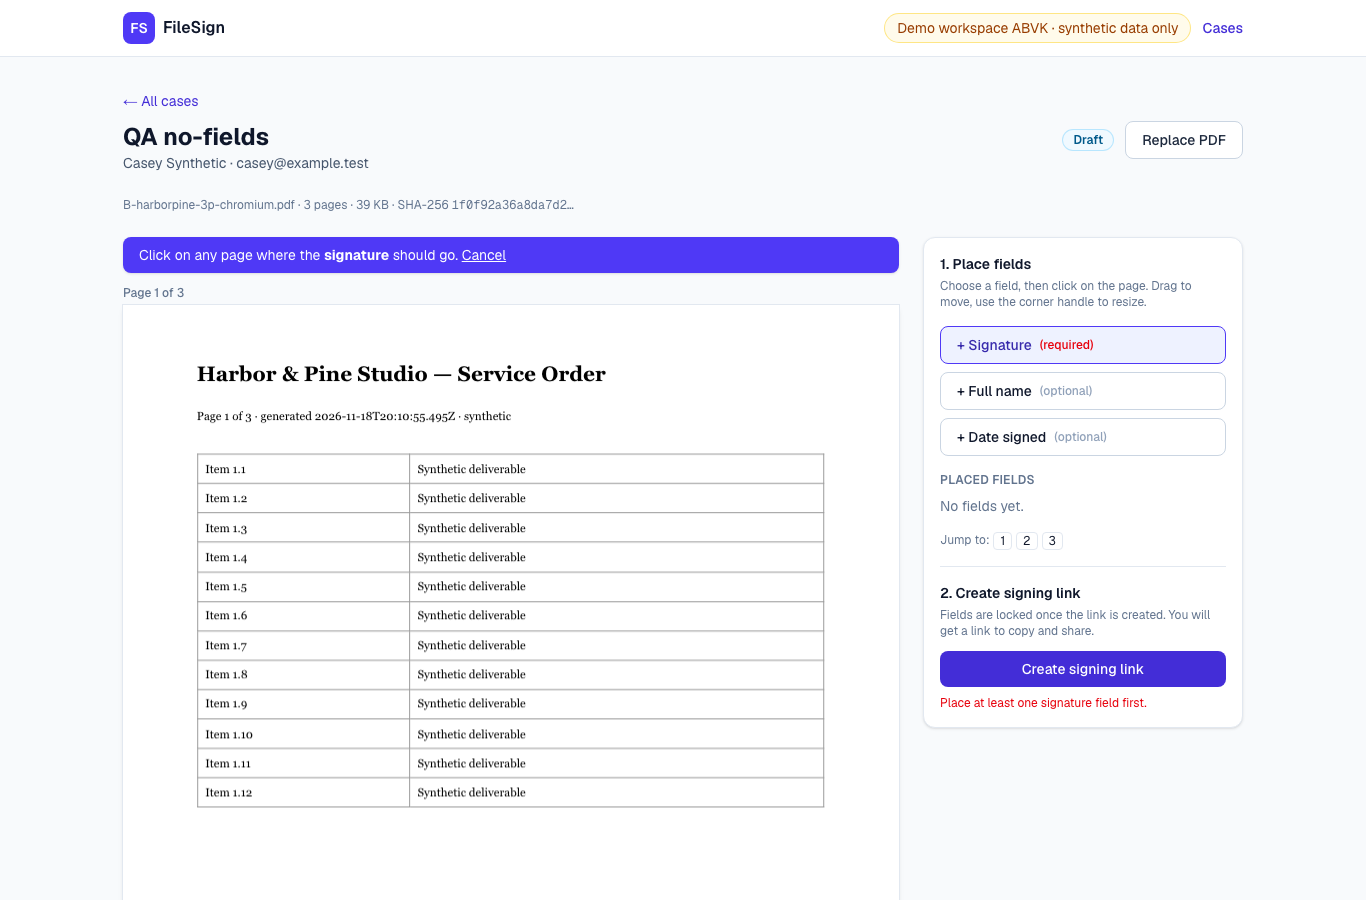 FS FileSign
Demo workspace ABVK · synthetic data only
Cases
← All cases
QA no-fields
Casey Synthetic · casey@example.test
Draft
Replace PDF
B-harborpine-3p-chromium.pdf · 3 pages · 39 KB · SHA-256 1f0f92a36a8da7d2…
Click on any page where the signature should go. Cancel
Page 1 of 3
Harbor & Pine Studio — Service Order
Page 1 of 3 · generated 2026-11-18T20:10:55.495Z · synthetic
Item 1.1 Synthetic deliverable
Item 1.2 Synthetic deliverable
Item 1.3 Synthetic deliverable
Item 1.4 Synthetic deliverable
Item 1.5 Synthetic deliverable
Item 1.6 Synthetic deliverable
Item 1.7 Synthetic deliverable
Item 1.8 Synthetic deliverable
Item 1.9 Synthetic deliverable
Item 1.10 Synthetic deliverable
Item 1.11 Synthetic deliverable
Item 1.12 Synthetic deliverable
1. Place fields
Choose a field, then click on the page. Drag to
move, use the corner handle to resize.
+ Signature (required)
+ Full name (optional)
+ Date signed (optional)
PLACED FIELDS
No fields yet.
Jump to: 1 2 3
2. Create signing link
Fields are locked once the link is created. You will
get a link to copy and share.
Create signing link
Place at least one signature field first.